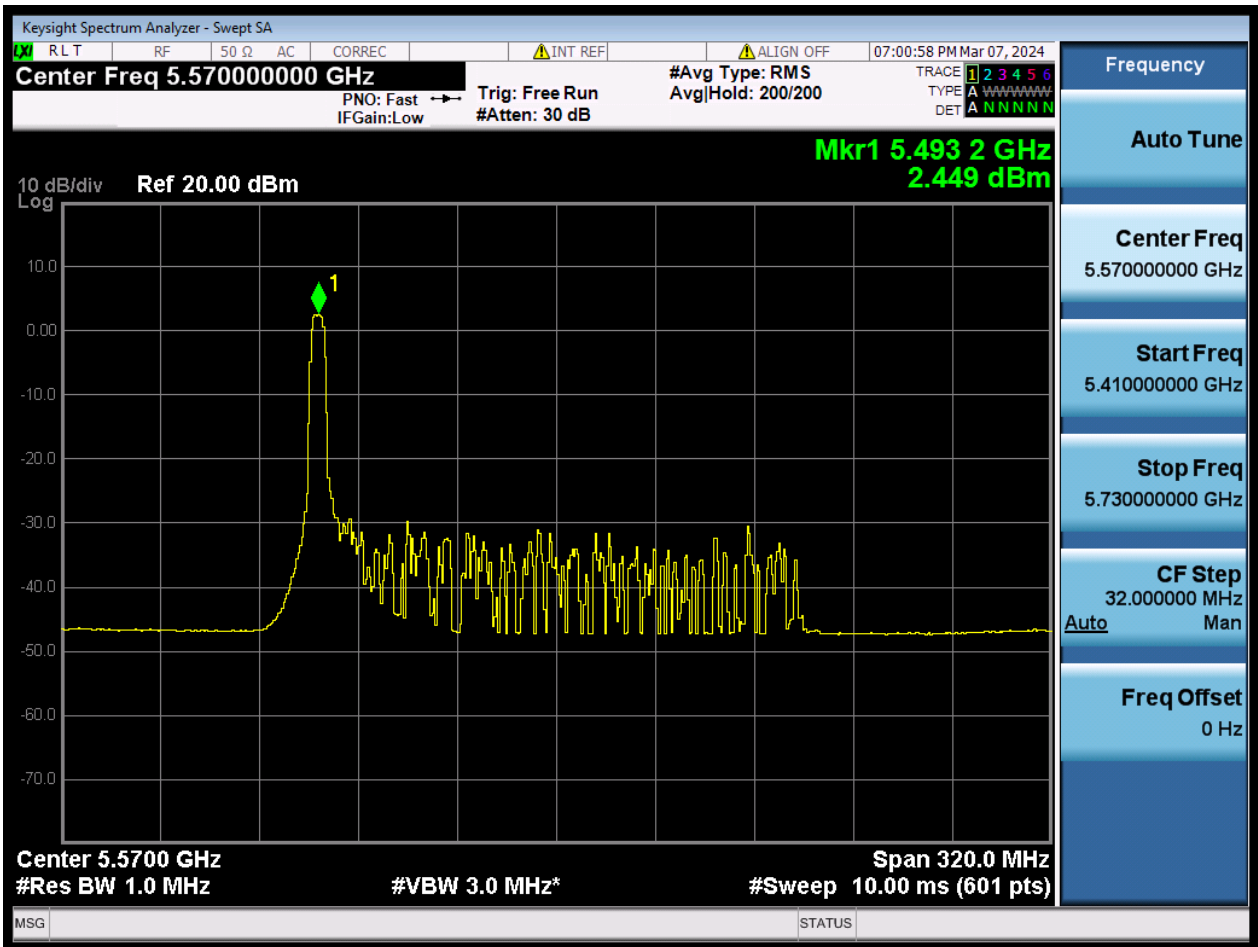 Keysight Spectrum Analyzer - Swept SA
LXI RLT RF 50 Ω AC CORREC INT REF ALIGN OFF 07:00:58 PM Mar 07, 2024
Center Freq 5.570000000 GHz
PNO: Fast
IFGain:Low
Trig: Free Run
#Atten: 30 dB
#Avg Type: RMS
Avg|Hold: 200/200
TRACE 1 2 3 4 5 6
TYPE A WWWWW
DET A N N N N N
Mkr1 5.493 2 GHz
2.449 dBm
10 dB/div Ref 20.00 dBm
Log
1
10.0
0.00
-10.0
-20.0
-30.0
-40.0
-50.0
-60.0
-70.0
Center 5.5700 GHz Span 320.0 MHz
#Res BW 1.0 MHz #VBW 3.0 MHz* #Sweep 10.00 ms (601 pts)
MSG STATUS
Frequency
Auto Tune
Center Freq
5.570000000 GHz
Start Freq
5.410000000 GHz
Stop Freq
5.730000000 GHz
CF Step
32.000000 MHz
Auto Man
Freq Offset
0 Hz